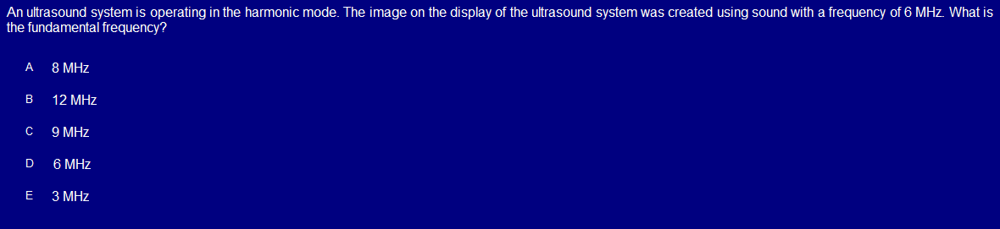 An ultrasound system is operating in the harmonic mode. The image on the display of the ultrasound system was created using sound with a frequency of 6 MHz. What is
the fundamental frequency?
A 8 MHz
B 12 MHz
C 9 MHz
D 6 MHz
E 3 MHz